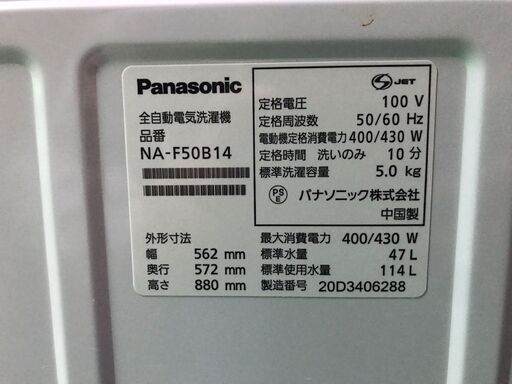 Panasonic
全自動電気洗濯機
品番
NA-F50B14
外形寸法
幅 562 mm
奥行 572 mm
高さ 880 mm
S JET
定格電圧 100 V
定格周波数 50/60 Hz
電動機定格消費電力 400/430 W
定格時間 洗いのみ 10 分
標準洗濯容量 5.0 kg
PSE パナソニック株式会社
中国製
最大消費電力 400/430 W
標準水量 47 L
標準使用水量 114 L
製造番号 20D3406288